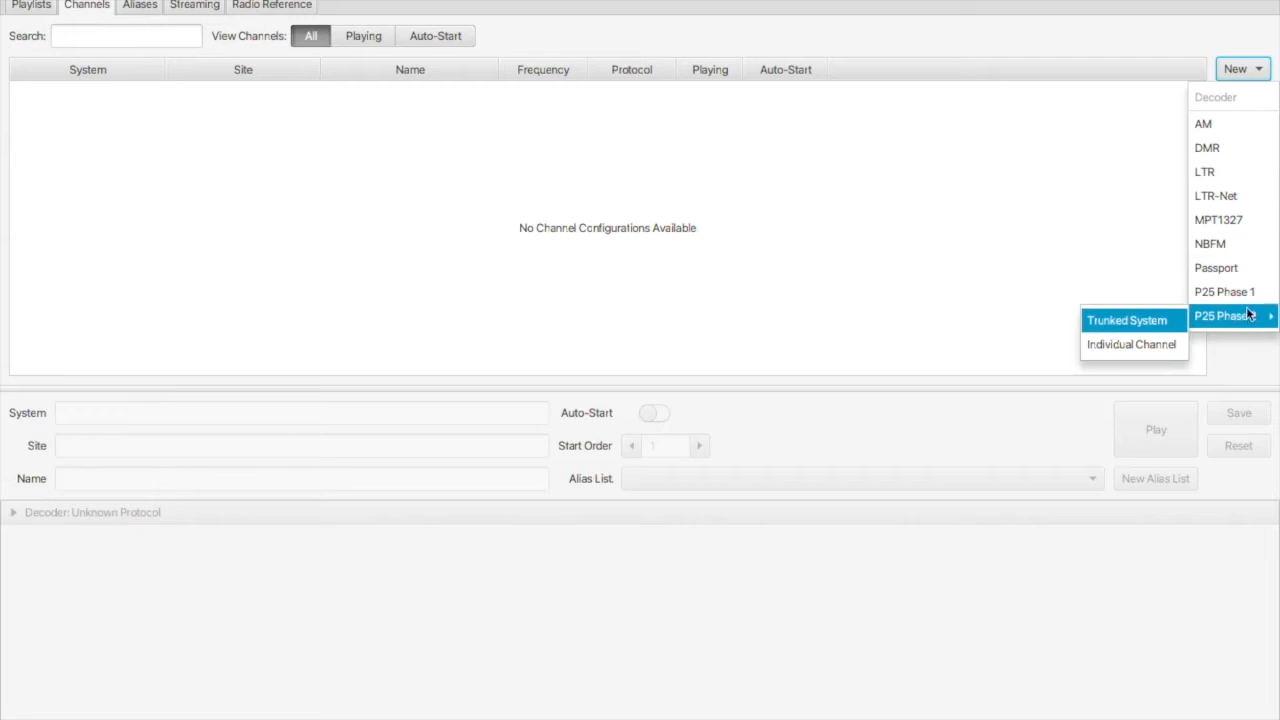 Playlists Channels Aliases Streaming Radio Reference
Search: View Channels: All Playing Auto-Start
System Site Name Frequency Protocol Playing Auto-Start New
Decoder
AM
DMR
LTR
LTR-Net
MPT1327
NBFM
Passport
P25 Phase 1
P25 Phase
Trunked System
Individual Channel
No Channel Configurations Available
System Auto-Start Play Save
Site Start Order 1 Reset
Name Alias List New Alias List
Decoder: Unknown Protocol